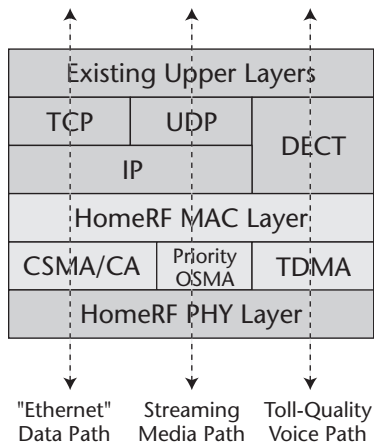 Existing Upper Layers
TCP UDP
DECT
IP
HomeRF MAC Layer
CSMA/CA Priority OSMA TDMA
HomeRF PHY Layer
"Ethernet" Data Path
Streaming Media Path
Toll-Quality Voice Path